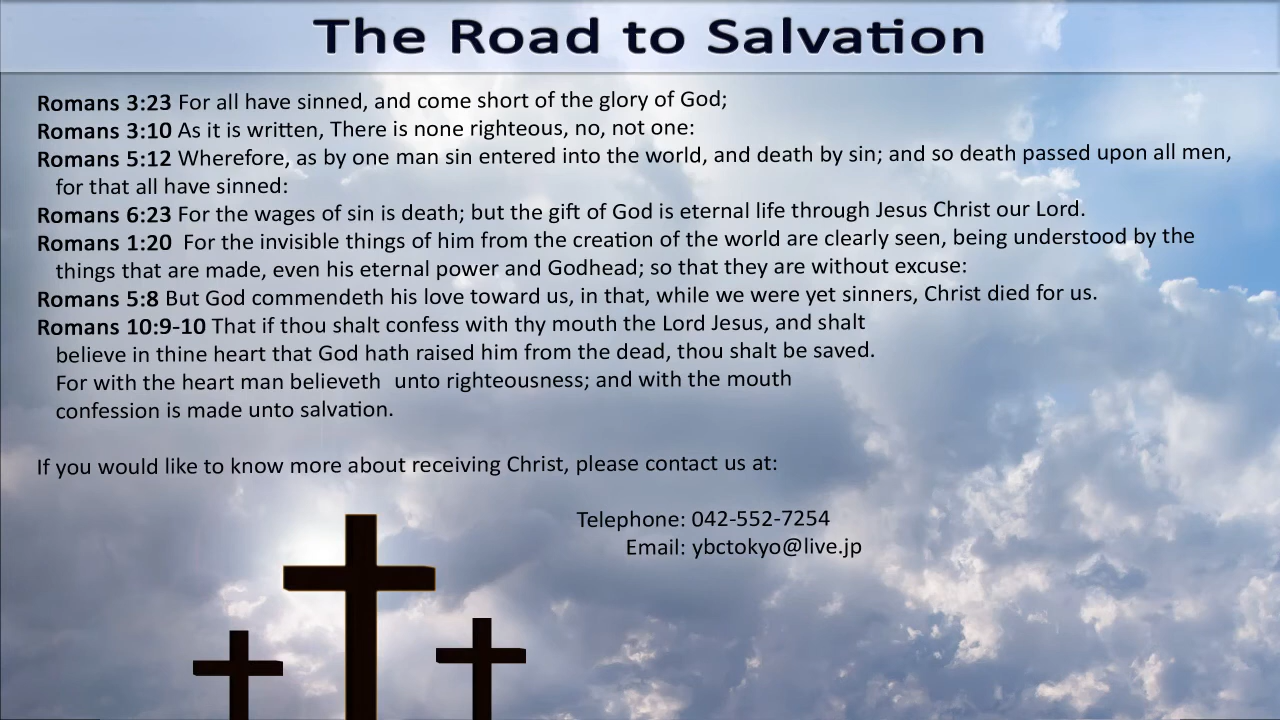 The Road to Salvation
Romans 3:23 For all have sinned, and come short of the glory of God;
Romans 3:10 As it is written, There is none righteous, no, not one:
Romans 5:12 Wherefore, as by one man sin entered into the world, and death by sin; and so death passed upon all men,
for that all have sinned:
Romans 6:23 For the wages of sin is death; but the gift of God is eternal life through Jesus Christ our Lord.
Romans 1:20 For the invisible things of him from the creation of the world are clearly seen, being understood by the
things that are made, even his eternal power and Godhead; so that they are without excuse:
Romans 5:8 But God commendeth his love toward us, in that, while we were yet sinners, Christ died for us.
Romans 10:9-10 That if thou shalt confess with thy mouth the Lord Jesus, and shalt
believe in thine heart that God hath raised him from the dead, thou shalt be saved.
For with the heart man believeth unto righteousness; and with the mouth
confession is made unto salvation.
If you would like to know more about receiving Christ, please contact us at:
Telephone: 042-552-7254
Email: ybctokyo@live.jp